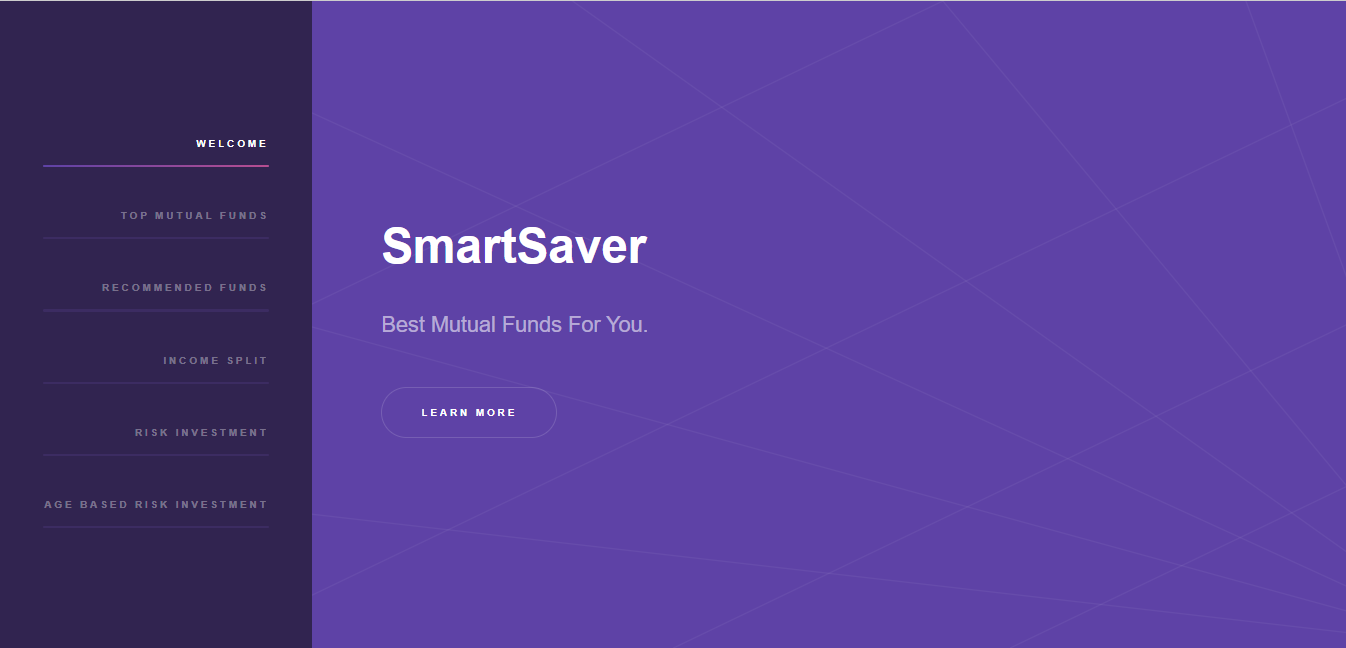 WELCOME
TOP MUTUAL FUNDS
RECOMMENDED FUNDS
INCOME SPLIT
RISK INVESTMENT
AGE BASED RISK INVESTMENT
SmartSaver
Best Mutual Funds For You.
LEARN MORE